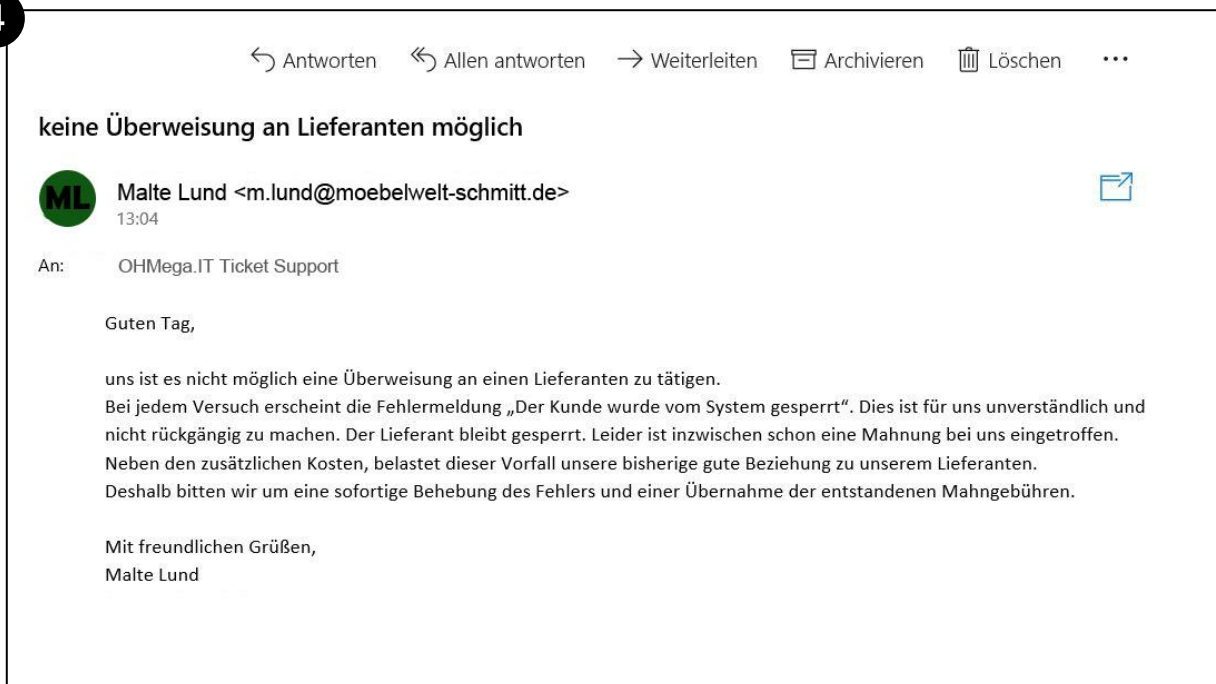 4
Antworten Allen antworten Weiterleiten Archivieren Löschen ...
keine Überweisung an Lieferanten möglich
ML Malte Lund <m.lund@moebelwelt-schmitt.de>
13:04
An: OHMega.IT Ticket Support
Guten Tag,
uns ist es nicht möglich eine Überweisung an einen Lieferanten zu tätigen.
Bei jedem Versuch erscheint die Fehlermeldung „Der Kunde wurde vom System gesperrt“. Dies ist für uns unverständlich und
nicht rückgängig zu machen. Der Lieferant bleibt gesperrt. Leider ist inzwischen schon eine Mahnung bei uns eingetroffen.
Neben den zusätzlichen Kosten, belastet dieser Vorfall unsere bisherige gute Beziehung zu unserem Lieferanten.
Deshalb bitten wir um eine sofortige Behebung des Fehlers und einer Übernahme der entstandenen Mahngebühren.
Mit freundlichen Grüßen,
Malte Lund